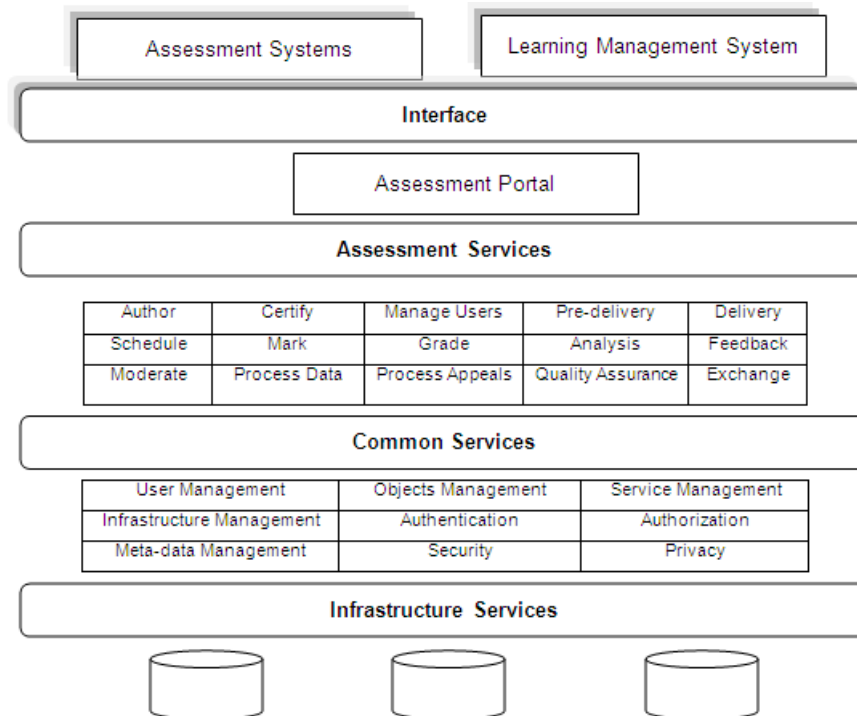 Assessment Systems
Learning Management System
Interface
Assessment Portal
Assessment Services
Author Certify Manage Users Pre-delivery Delivery
Schedule Mark Grade Analysis Feedback
Moderate Process Data Process Appeals Quality Assurance Exchange
Common Services
User Management Objects Management Service Management
Infrastructure Management Authentication Authorization
Meta-data Management Security Privacy
Infrastructure Services